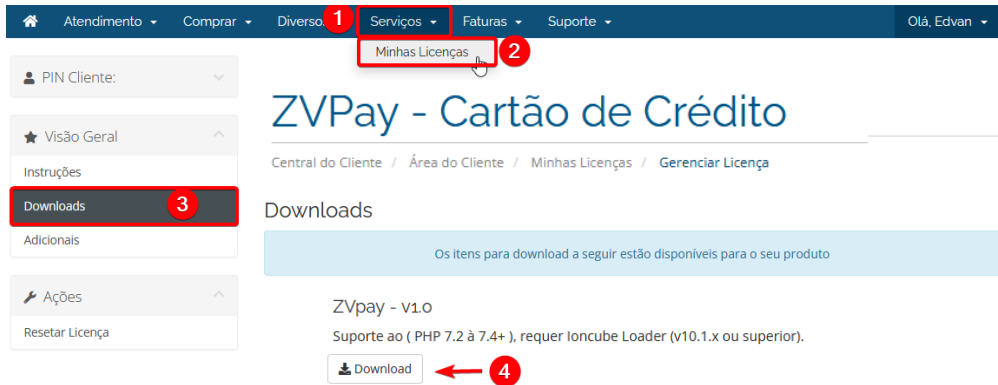 Atendimento Comprar Diverso 1 Serviços Faturas Suporte Olá, Edvan
Minhas Licenças 2
PIN Cliente:
ZVPay - Cartão de Crédito
Visão Geral
Central do Cliente / Área do Cliente / Minhas Licenças / Gerenciar Licença
Instruções
Downloads 3
Downloads
Adicionais
Os itens para download a seguir estão disponíveis para o seu produto
Ações
ZVpay - v1.0
Resetar Licença
Suporte ao ( PHP 7.2 à 7.4+ ), requer Ioncube Loader (v10.1.x ou superior).
Download 4